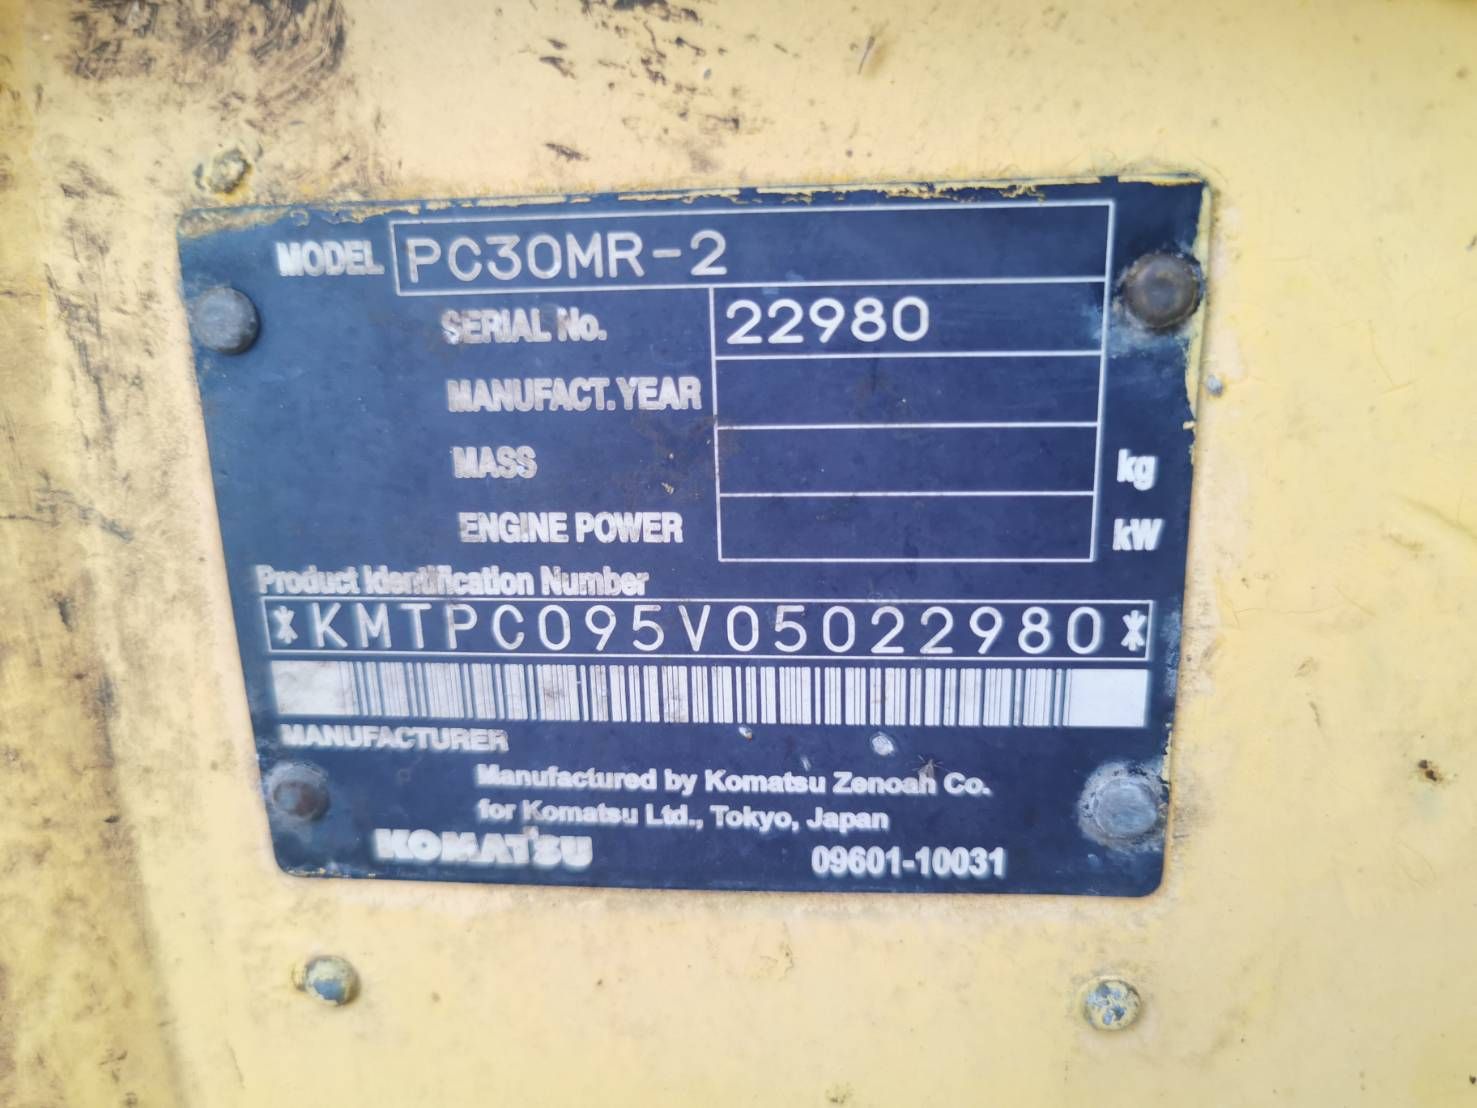 MODEL PC30MR-2
SERIAL No. 22980
MANUFACT. YEAR
MASS kg
ENGINE POWER kW
Product Identification Number
*KMTPC095V05022980*
MANUFACTURER
Manufactured by Komatsu Zenoah Co.
for Komatsu Ltd., Tokyo, Japan
KOMATSU 09601-10031